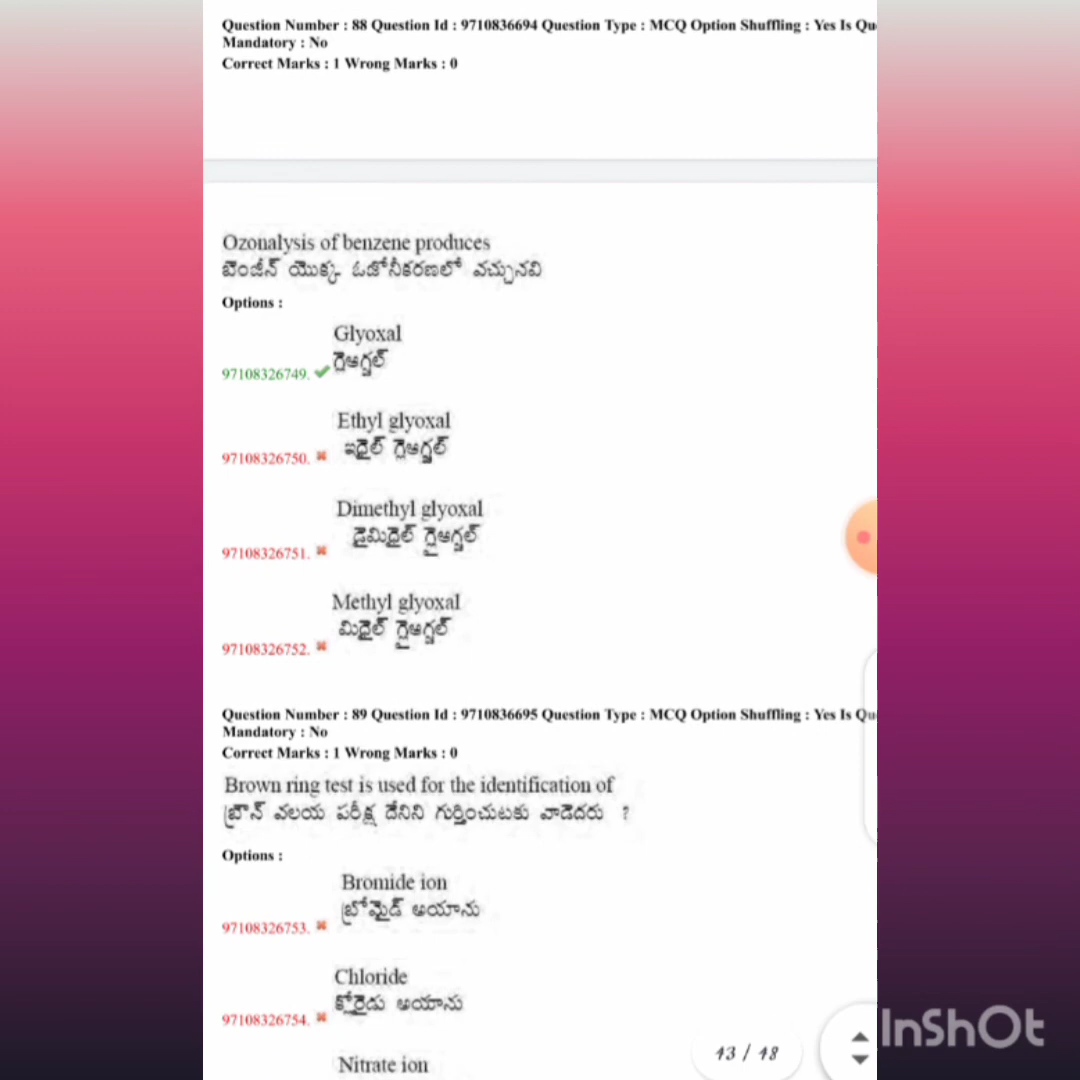 Question Number : 88 Question Id : 9710836694 Question Type : MCQ Option Shuffling : Yes Is Qu
Mandatory : No
Correct Marks : 1 Wrong Marks : 0
Ozonalysis of benzene produces
బెంజీన్ యొక్క ఓజోనీకరణలో వచ్చునవి
Options :
Glyoxal
గ్లైఆగ్జల్
97108326749.
Ethyl glyoxal
ఇథైల్ గ్లైఆగ్జల్
97108326750.
Dimethyl glyoxal
డైమిథైల్ గ్లైఆగ్జల్
97108326751.
Methyl glyoxal
మిథైల్ గ్లైఆగ్జల్
97108326752.
Question Number : 89 Question Id : 9710836695 Question Type : MCQ Option Shuffling : Yes Is Qu
Mandatory : No
Correct Marks : 1 Wrong Marks : 0
Brown ring test is used for the identification of
బ్రౌన్ వలయ పరీక్ష దేనిని గుర్తించుటకు వాడెదరు ?
Options :
Bromide ion
బ్రోమైడ్ అయాను
97108326753.
Chloride
క్లోరైడు అయాను
97108326754.
Nitrate ion
43 / 48
InShOt